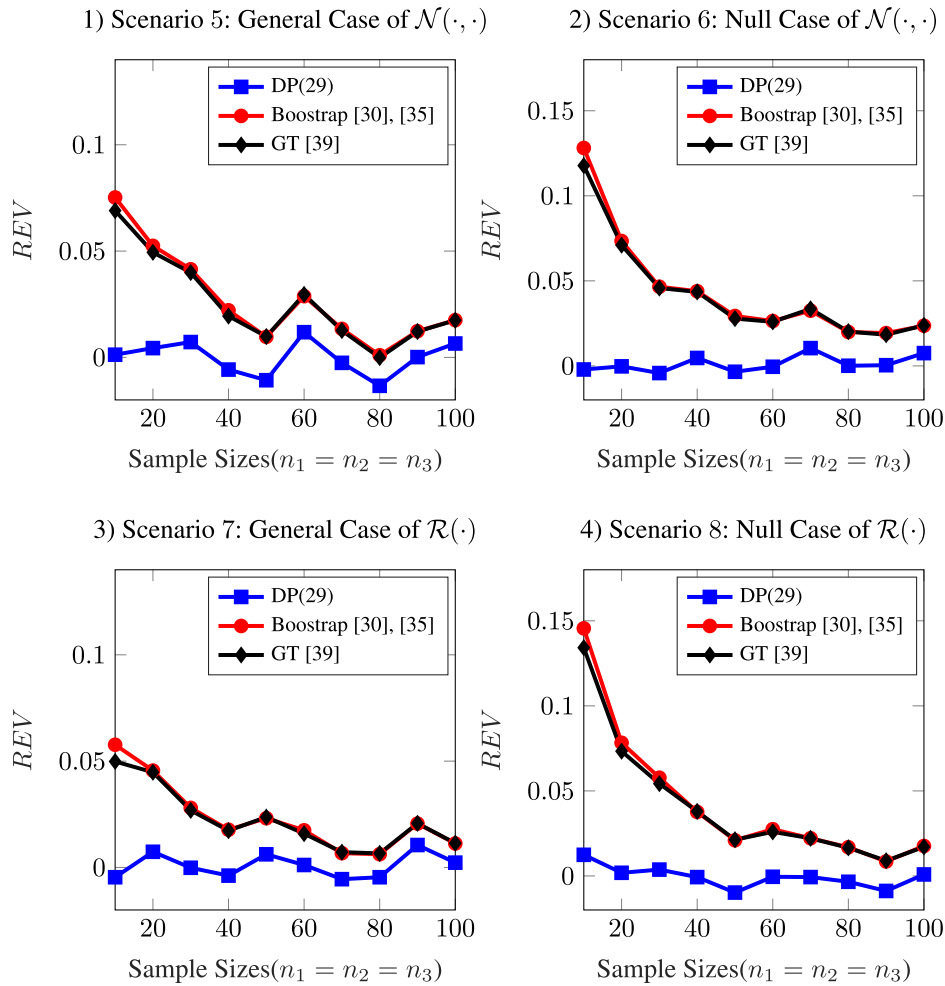 1) Scenario 5: General Case of 𝒩(·, ·)
DP(29)
Boostrap [30], [35]
GT [39]
0.1
0.05
0
REV
20 40 60 80 100
Sample Sizes(n₁ = n₂ = n₃)
2) Scenario 6: Null Case of 𝒩(·, ·)
DP(29)
Boostrap [30], [35]
GT [39]
0.15
0.1
0.05
0
REV
20 40 60 80 100
Sample Sizes(n₁ = n₂ = n₃)
3) Scenario 7: General Case of ℛ(·)
DP(29)
Boostrap [30], [35]
GT [39]
0.1
0.05
0
REV
20 40 60 80 100
Sample Sizes(n₁ = n₂ = n₃)
4) Scenario 8: Null Case of ℛ(·)
DP(29)
Boostrap [30], [35]
GT [39]
0.15
0.1
0.05
0
REV
20 40 60 80 100
Sample Sizes(n₁ = n₂ = n₃)